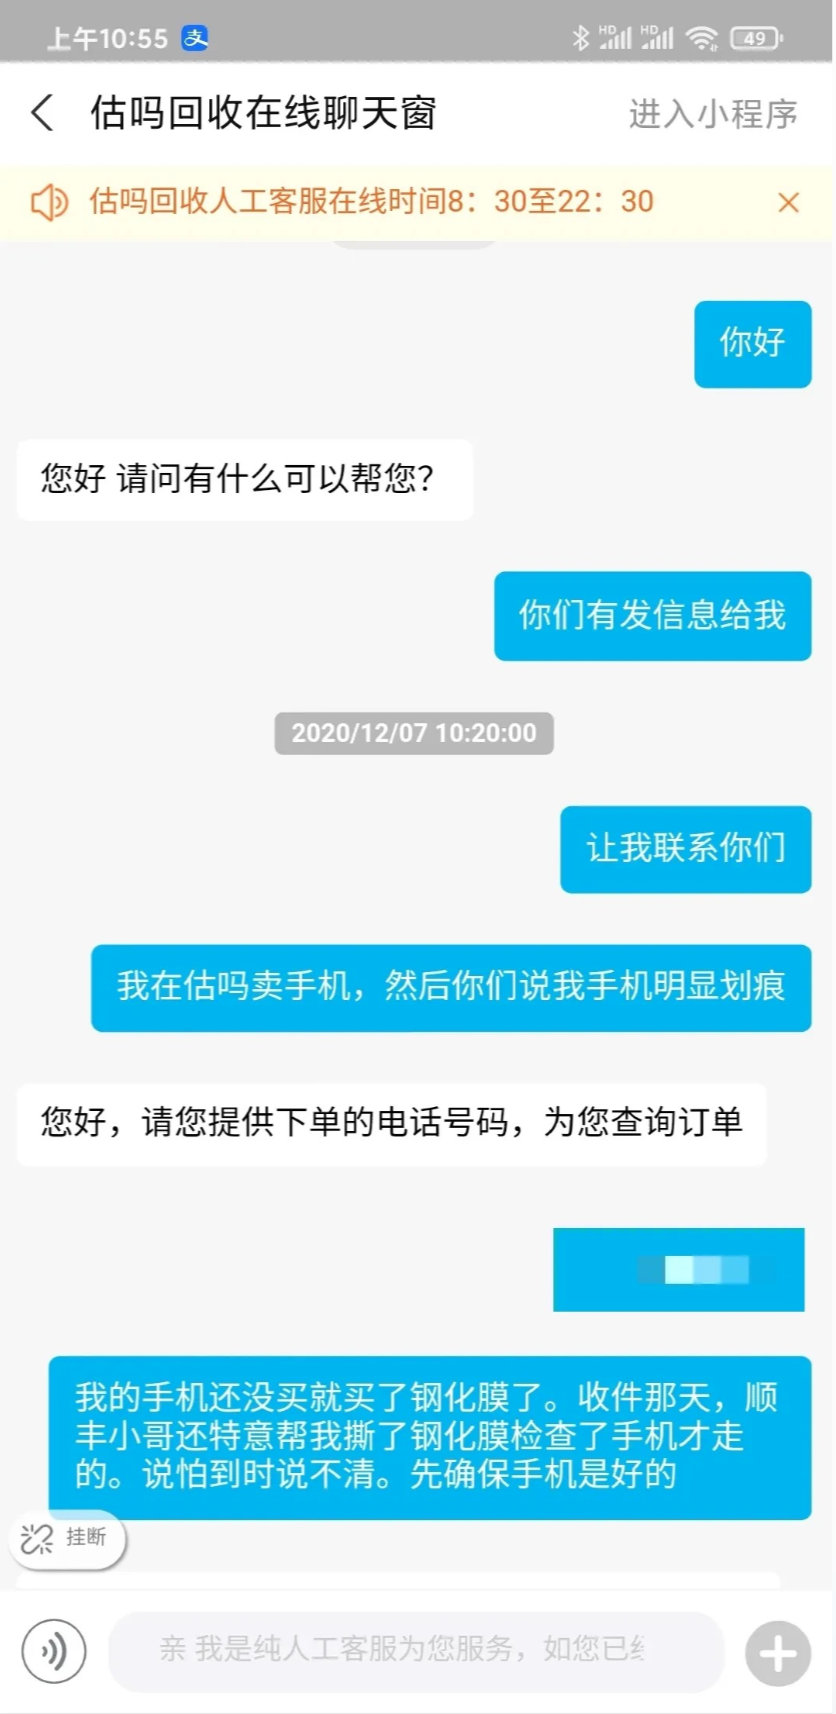 上午10:55 支
HD HD 49
估吗回收在线聊天窗 进入小程序
估吗回收人工客服在线时间8：30至22：30
你好
您好 请问有什么可以帮您？
你们有发信息给我
2020/12/07 10:20:00
让我联系你们
我在估吗卖手机，然后你们说我手机明显划痕
您好，请您提供下单的电话号码，为您查询订单
我的手机还没买就买了钢化膜了。收件那天，顺
丰小哥还特意帮我撕了钢化膜检查了手机才走
的。说怕到时说不清。先确保手机是好的
挂断
亲 我是纯人工客服为您服务，如您已